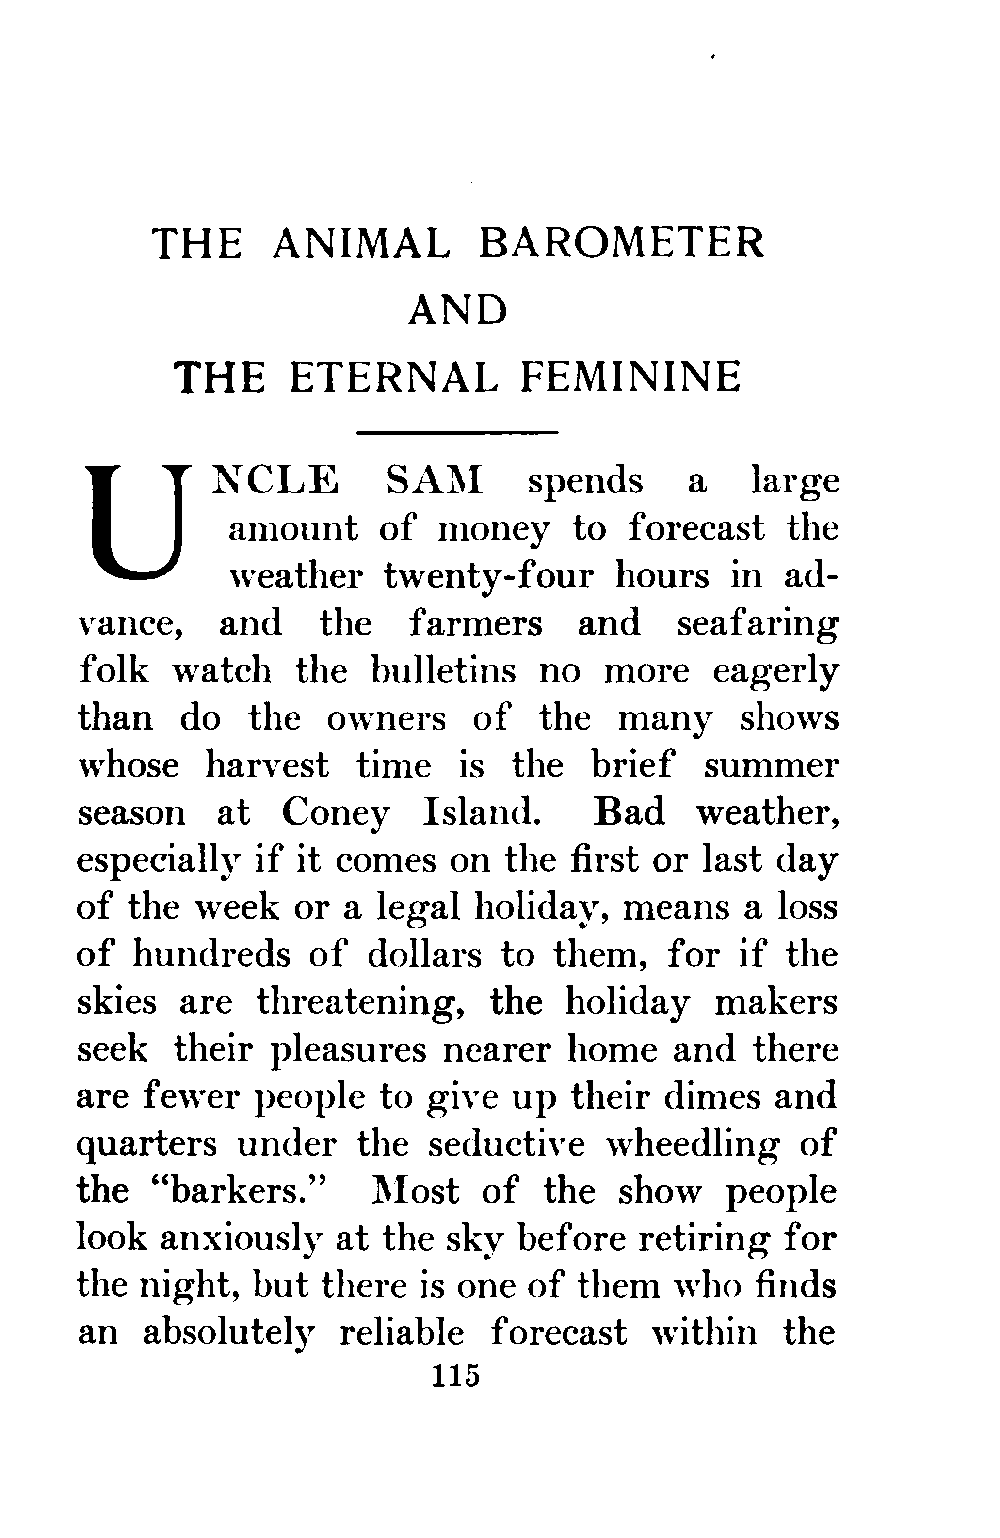 THE ANIMAL BAROMETER
AND
THE ETERNAL FEMININE
UNCLE SAM spends a large
amount of money to forecast the
weather twenty-four hours in ad-
vance, and the farmers and seafaring
folk watch the bulletins no more eagerly
than do the owners of the many shows
whose harvest time is the brief summer
season at Coney Island. Bad weather,
especially if it comes on the first or last day
of the week or a legal holiday, means a loss
of hundreds of dollars to them, for if the
skies are threatening, the holiday makers
seek their pleasures nearer home and there
are fewer people to give up their dimes and
quarters under the seductive wheedling of
the “barkers.” Most of the show people
look anxiously at the sky before retiring for
the night, but there is one of them who finds
an absolutely reliable forecast within the
115